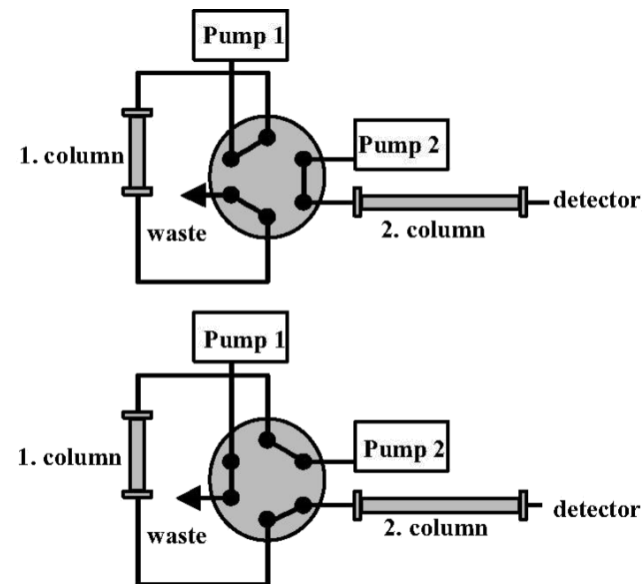 Pump 1
Pump 2
1. column
detector
waste
2. column
Pump 1
Pump 2
1. column
detector
waste
2. column